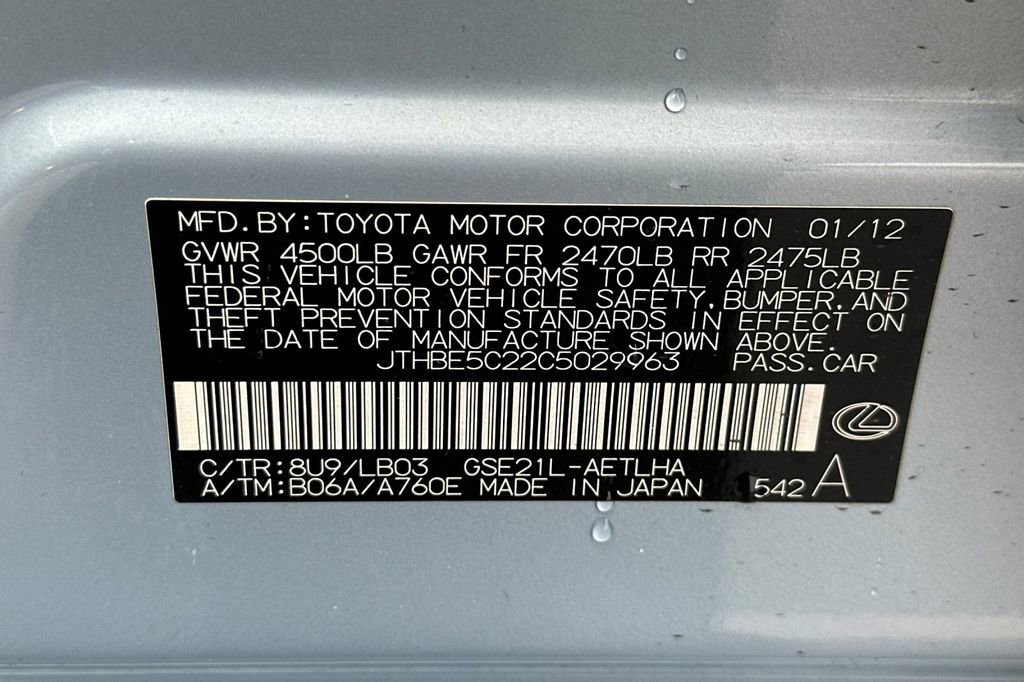 MFD.BY:TOYOTA MOTOR CORPORATION 01/12
GVWR 4500LB GAWR FR 2470LB RR 2475LB
THIS VEHICLE CONFORMS TO ALL APPLICABLE
FEDERAL MOTOR VEHICLE SAFETY,BUMPER,AND
THEFT PREVENTION STANDARDS IN EFFECT ON
THE DATE OF MANUFACTURE SHOWN ABOVE.
JTHBE5C22C5029963 PASS.CAR
C/TR:8U9/LB03 GSE21L-AETLHA
A/TM:B06A/A760E MADE IN JAPAN 542 A